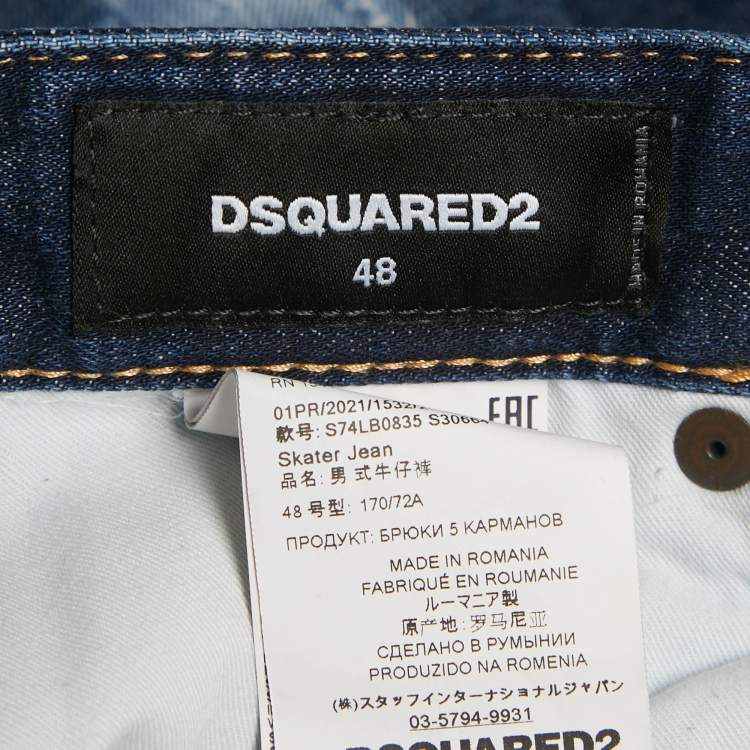 DSQUARED2
48
MADE IN ROMANIA
RN
01PR/2021/1532/
EAC
款号: S74LB0835 S30664
Skater Jean
品名: 男 式牛仔裤
48 号型: 170/72A
ПРОДУКТ: БРЮКИ 5 КАРМАНОВ
MADE IN ROMANIA
FABRIQUÉ EN ROUMANIE
ルーマニア製
原产地: 罗马尼亚
СДЕЛАНО В РУМЫНИИ
PRODUZIDO NA ROMENIA
(株)スタッフインターナショナルジャパン
03-5794-9931
DSQUARED2